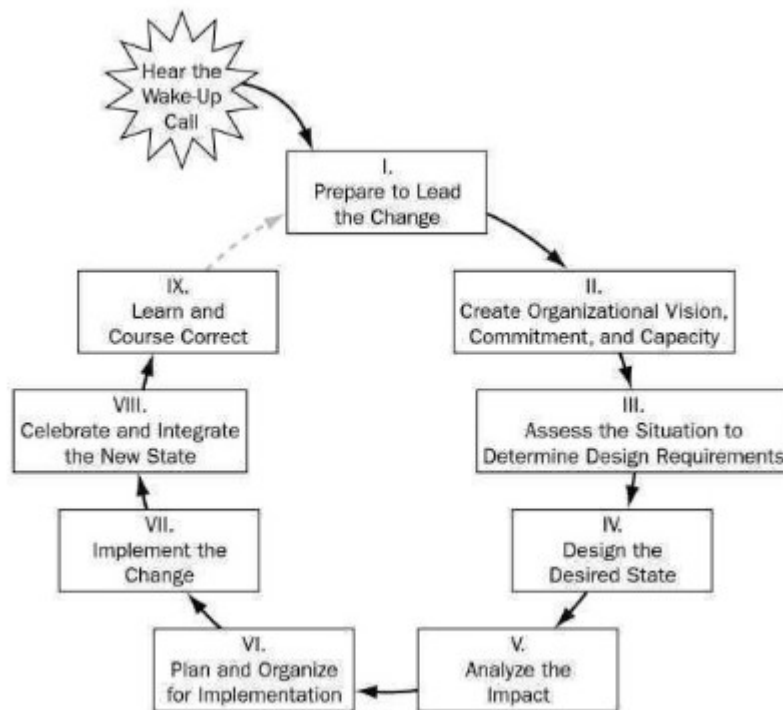 Hear the
Wake-Up
Call
I.
Prepare to Lead
the Change
II.
Create Organizational Vision,
Commitment, and Capacity
III.
Assess the Situation to
Determine Design Requirements
IV.
Design the
Desired State
V.
Analyze the
Impact
VI.
Plan and Organize
for Implementation
VII.
Implement the
Change
VIII.
Celebrate and Integrate
the New State
IX.
Learn and
Course Correct